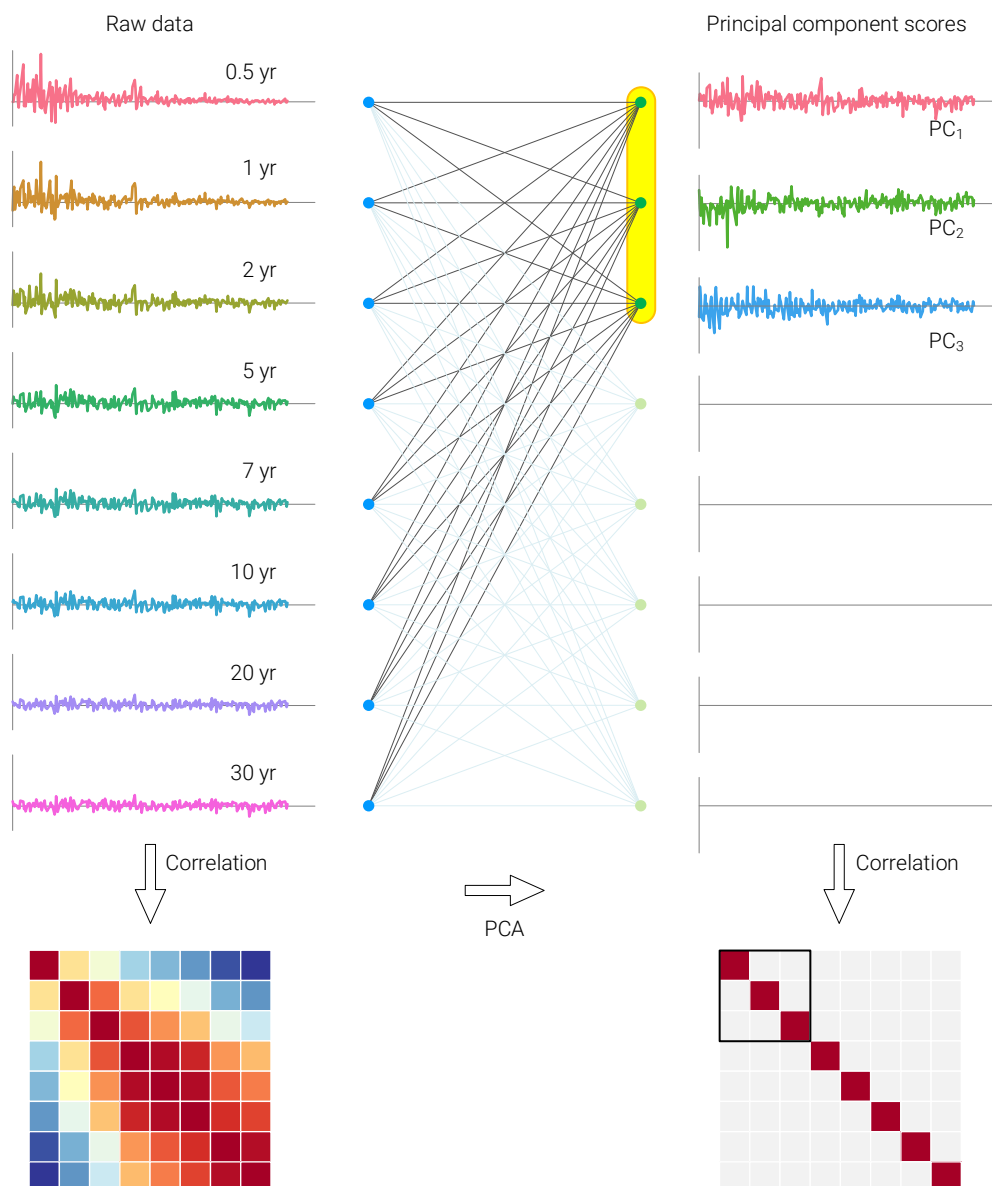 Raw data
Principal component scores
0.5 yr
PC₁
1 yr
PC₂
2 yr
PC₃
5 yr
7 yr
10 yr
20 yr
30 yr
Correlation
Correlation
PCA